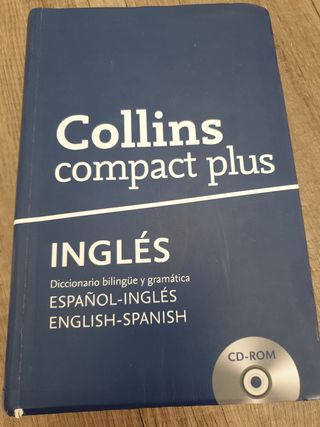 Collins
compact plus
INGLÉS
Diccionario bilingüe y gramática
ESPAÑOL-INGLÉS
ENGLISH-SPANISH
CD-ROM